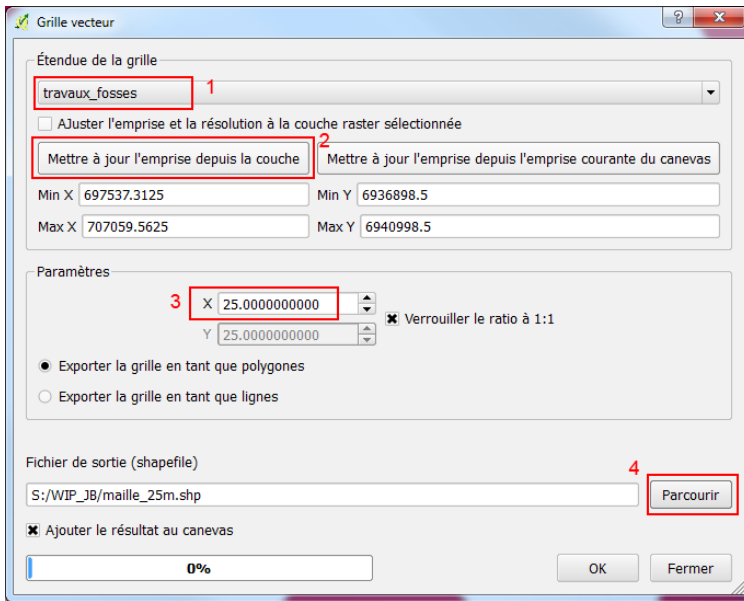 Grille vecteur
?
Étendue de la grille
travaux_fosses 1
AJuster l'emprise et la résolution à la couche raster sélectionnée
2
Mettre à jour l'emprise depuis la couche Mettre à jour l'emprise depuis l'emprise courante du canevas
Min X 697537.3125 Min Y 6936898.5
Max X 707059.5625 Max Y 6940998.5
Paramètres
3 X 25.0000000000
Verrouiller le ratio à 1:1
Y 25.0000000000
Exporter la grille en tant que polygones
Exporter la grille en tant que lignes
Fichier de sortie (shapefile) 4
S:/WIP_JB/maille_25m.shp Parcourir
Ajouter le résultat au canevas
0% OK Fermer